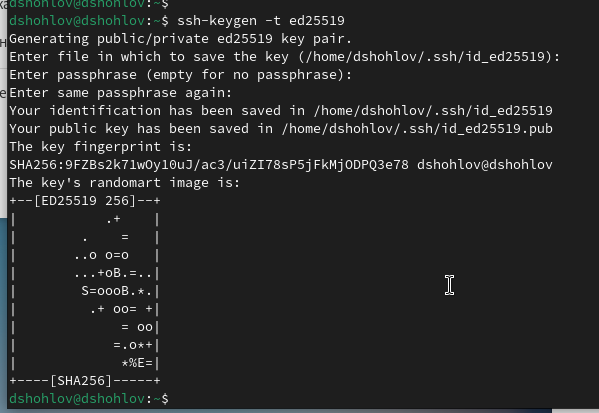 dshohlov@dshohlov:~$
dshohlov@dshohlov:~$ ssh-keygen -t ed25519
Generating public/private ed25519 key pair.
Enter file in which to save the key (/home/dshohlov/.ssh/id_ed25519):
Enter passphrase (empty for no passphrase):
Enter same passphrase again:
Your identification has been saved in /home/dshohlov/.ssh/id_ed25519
Your public key has been saved in /home/dshohlov/.ssh/id_ed25519.pub
The key fingerprint is:
SHA256:9FZBs2k71wOy10uJ/ac3/uiZI78sP5jFkMjODPQ3e78 dshohlov@dshohlov
The key's randomart image is:
+--[ED25519 256]--+
|            .+    |
|         .    =   |
|        ..o o=o   |
|        ...+oB.=..|
|         S=oooB.*.|
|          .+ oo= +|
|              = oo|
|             =.o*+|
|              *%E=|
+----[SHA256]-----+
dshohlov@dshohlov:~$